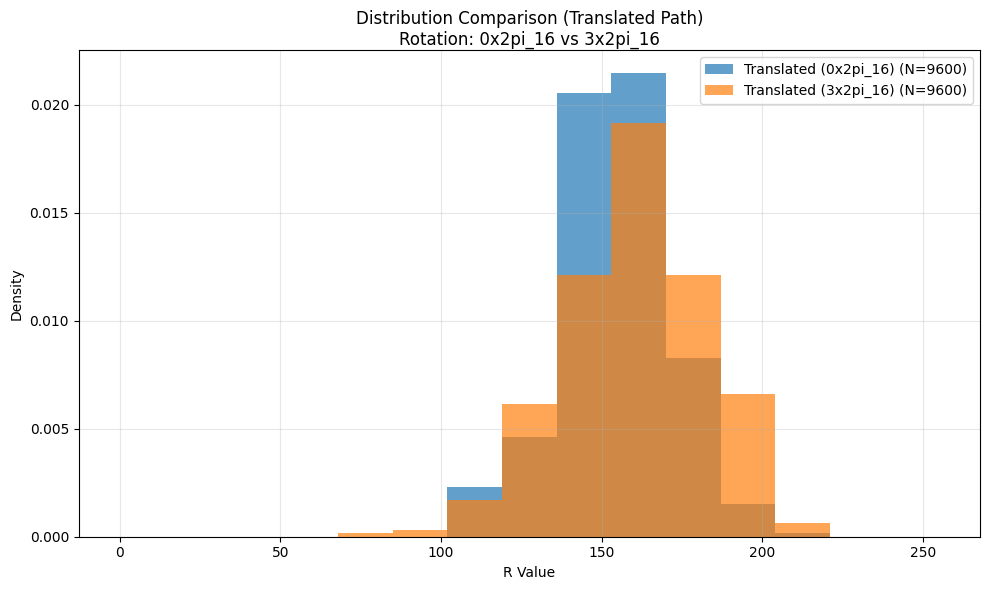 Distribution Comparison (Translated Path)
Rotation: 0x2pi_16 vs 3x2pi_16
Translated (0x2pi_16) (N=9600)
Translated (3x2pi_16) (N=9600)
Density
0.020
0.015
0.010
0.005
0.000
0 50 100 150 200 250
R Value